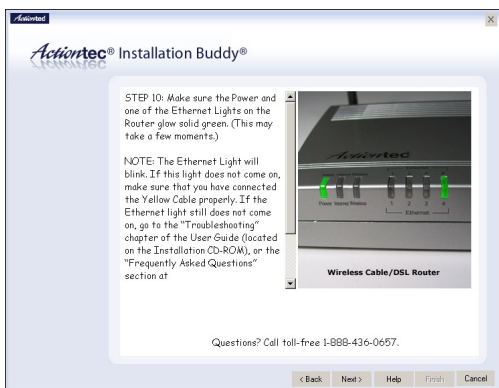 Actiontec
Actiontec® Installation Buddy®
STEP 10: Make sure the Power and
one of the Ethernet Lights on the
Router glow solid green. (This may
take a few moments.)
NOTE: The Ethernet Light will
blink. If this light does not come on,
make sure that you have connected
the Yellow Cable properly. If the
Ethernet light still does not come
on, go to the "Troubleshooting"
chapter of the User Guide (located
on the Installation CD-ROM), or the
"Frequently Asked Questions"
section at
Actiontec
Power Internet Wireless 1 2 3 4
Ethernet
Wireless Cable/DSL Router
Questions? Call toll-free 1-888-436-0657.
< Back Next > Help Finish Cancel